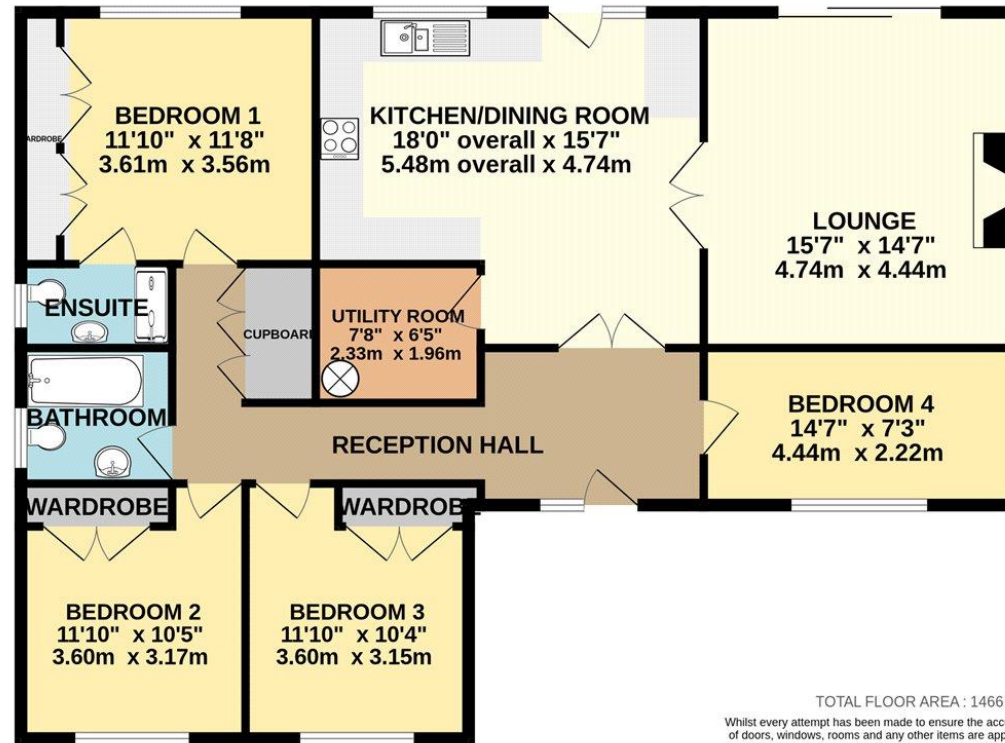 BEDROOM 1
11'10" x 11'8"
3.61m x 3.56m
KITCHEN/DINING ROOM
18'0" overall x 15'7"
5.48m overall x 4.74m
LOUNGE
15'7" x 14'7"
4.74m x 4.44m
ENSUITE
CUPBOARD
UTILITY ROOM
7'8" x 6'5"
2.33m x 1.96m
BATHROOM
RECEPTION HALL
BEDROOM 4
14'7" x 7'3"
4.44m x 2.22m
WARDROBE
WARDROBE
BEDROOM 2
11'10" x 10'5"
3.60m x 3.17m
BEDROOM 3
11'10" x 10'4"
3.60m x 3.15m
TOTAL FLOOR AREA : 1466
Whilst every attempt has been made to ensure the
of doors, windows, rooms and any other items are